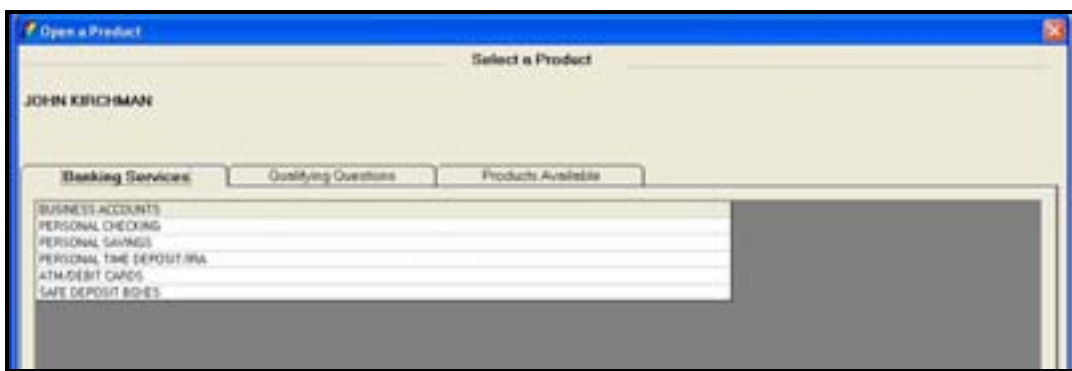 Open a Product
Select a Product
JOHN KIRCHMAN
Banking Services
Qualifying Questions
Products Available
BUSINESS ACCOUNTS
PERSONAL CHECKING
PERSONAL SAVINGS
PERSONAL TIME DEPOSIT/IRA
ATM/DEBIT CARDS
SAFE DEPOSIT BOXES